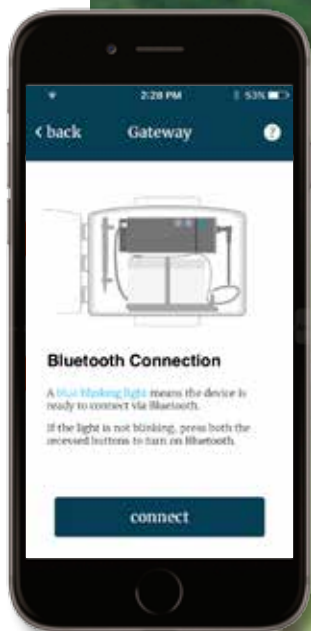 2:28 PM 53%
< back Gateway ?
Bluetooth Connection
A blue blinking light means the device is
ready to connect via Bluetooth.
If the light is not blinking, press both the
recessed buttons to turn on Bluetooth.
connect